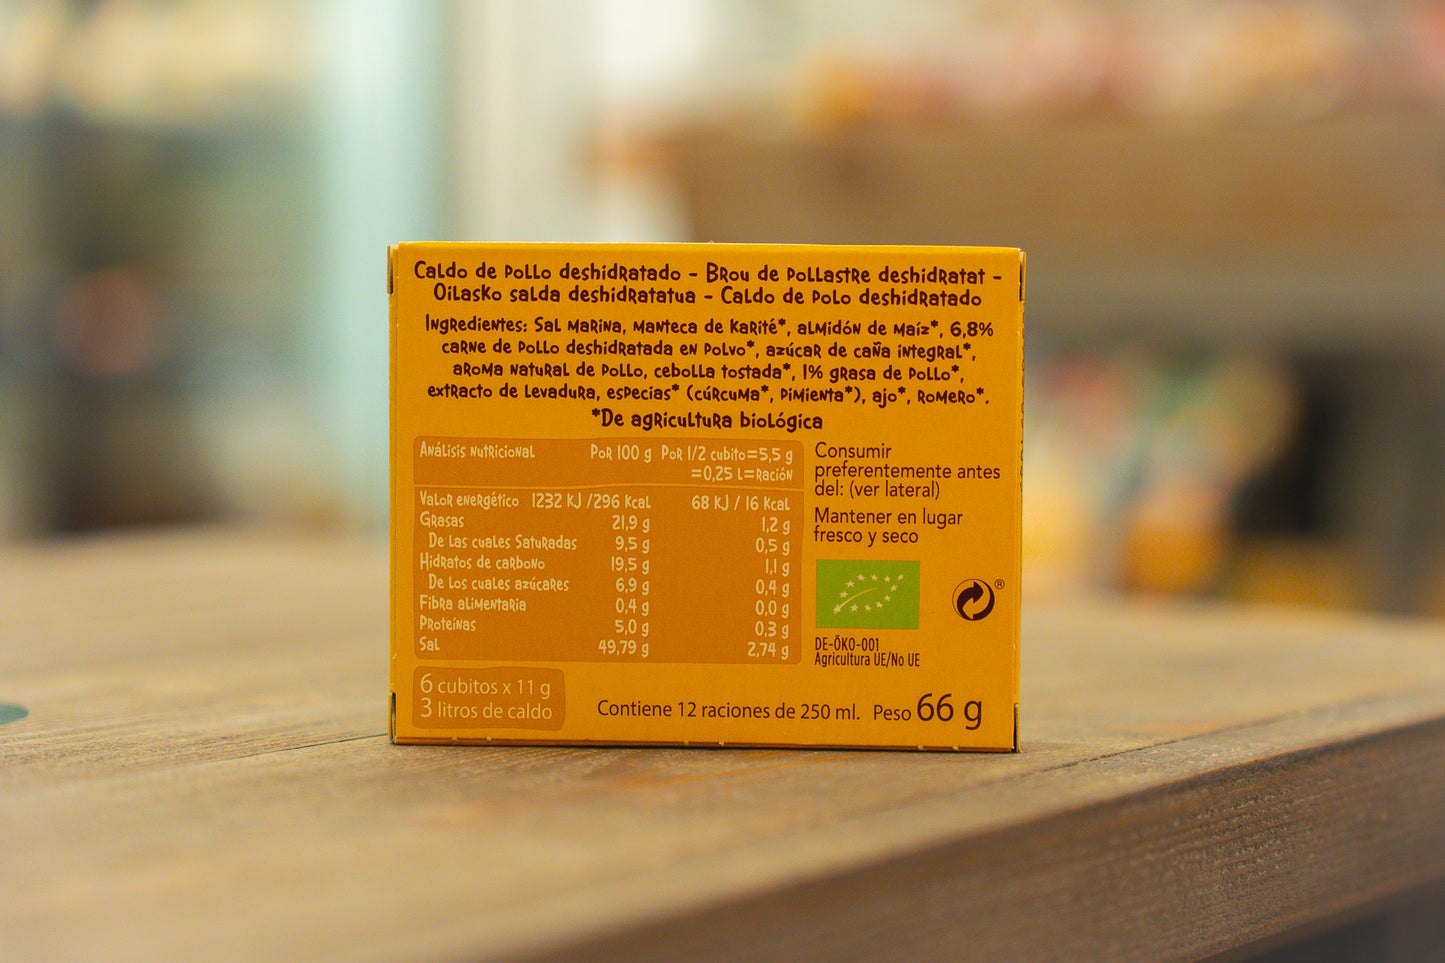 Caldo de pollo deshidratado - Brou de pollastre deshidratat -
Oilasko salda deshidratatua - Caldo de polo deshidratado
Ingredientes: Sal marina, manteca de karité*, almidón de maíz*, 6,8%
carne de pollo deshidratada en polvo*, azúcar de caña integral*,
aroma natural de pollo, cebolla tostada*, 1% grasa de pollo*,
extracto de levadura, especias* (cúrcuma*, pimienta*), ajo*, romero*.
*De agricultura biológica
Análisis nutricional Por 100 g Por 1/2 cubito=5,5 g
=0,25 L=Ración
Valor energético 1232 KJ /296 Kcal 68 KJ / 16 Kcal
Grasas 21,9 g 1,2 g
De las cuales Saturadas 9,5 g 0,5 g
Hidratos de carbono 19,5 g 1,1 g
De los cuales azúcares 6,9 g 0,4 g
Fibra alimentaria 0,4 g 0,0 g
Proteínas 5,0 g 0,3 g
Sal 49,79 g 2,74 g
Consumir
preferentemente antes
del: (ver lateral)
Mantener en lugar
fresco y seco
®
DE-ÖKO-001
Agricultura UE/No UE
6 cubitos x 11 g
3 litros de caldo
Contiene 12 raciones de 250 ml. Peso 66 g